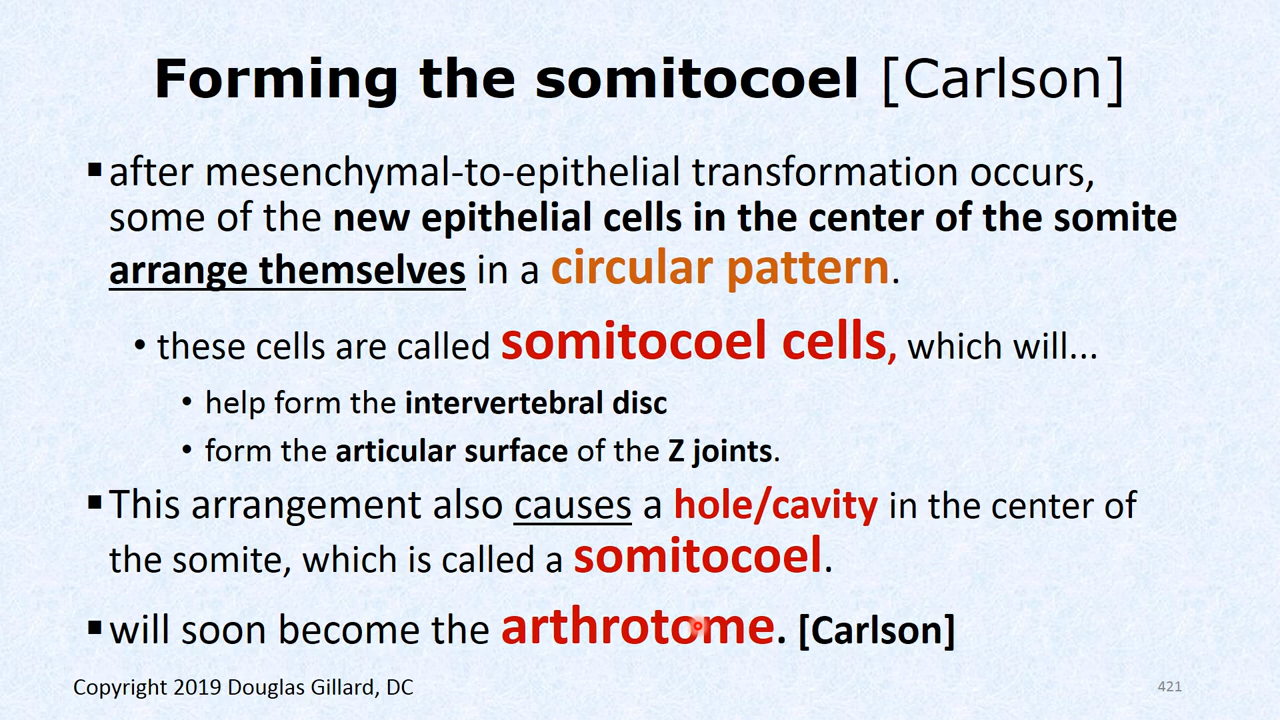 Forming the somitocoel [Carlson]
▪ after mesenchymal-to-epithelial transformation occurs,
some of the new epithelial cells in the center of the somite
arrange themselves in a circular pattern.
• these cells are called somitocoel cells, which will...
• help form the intervertebral disc
• form the articular surface of the Z joints.
▪ This arrangement also causes a hole/cavity in the center of
the somite, which is called a somitocoel.
▪ will soon become the arthrotome. [Carlson]
Copyright 2019 Douglas Gillard, DC
421